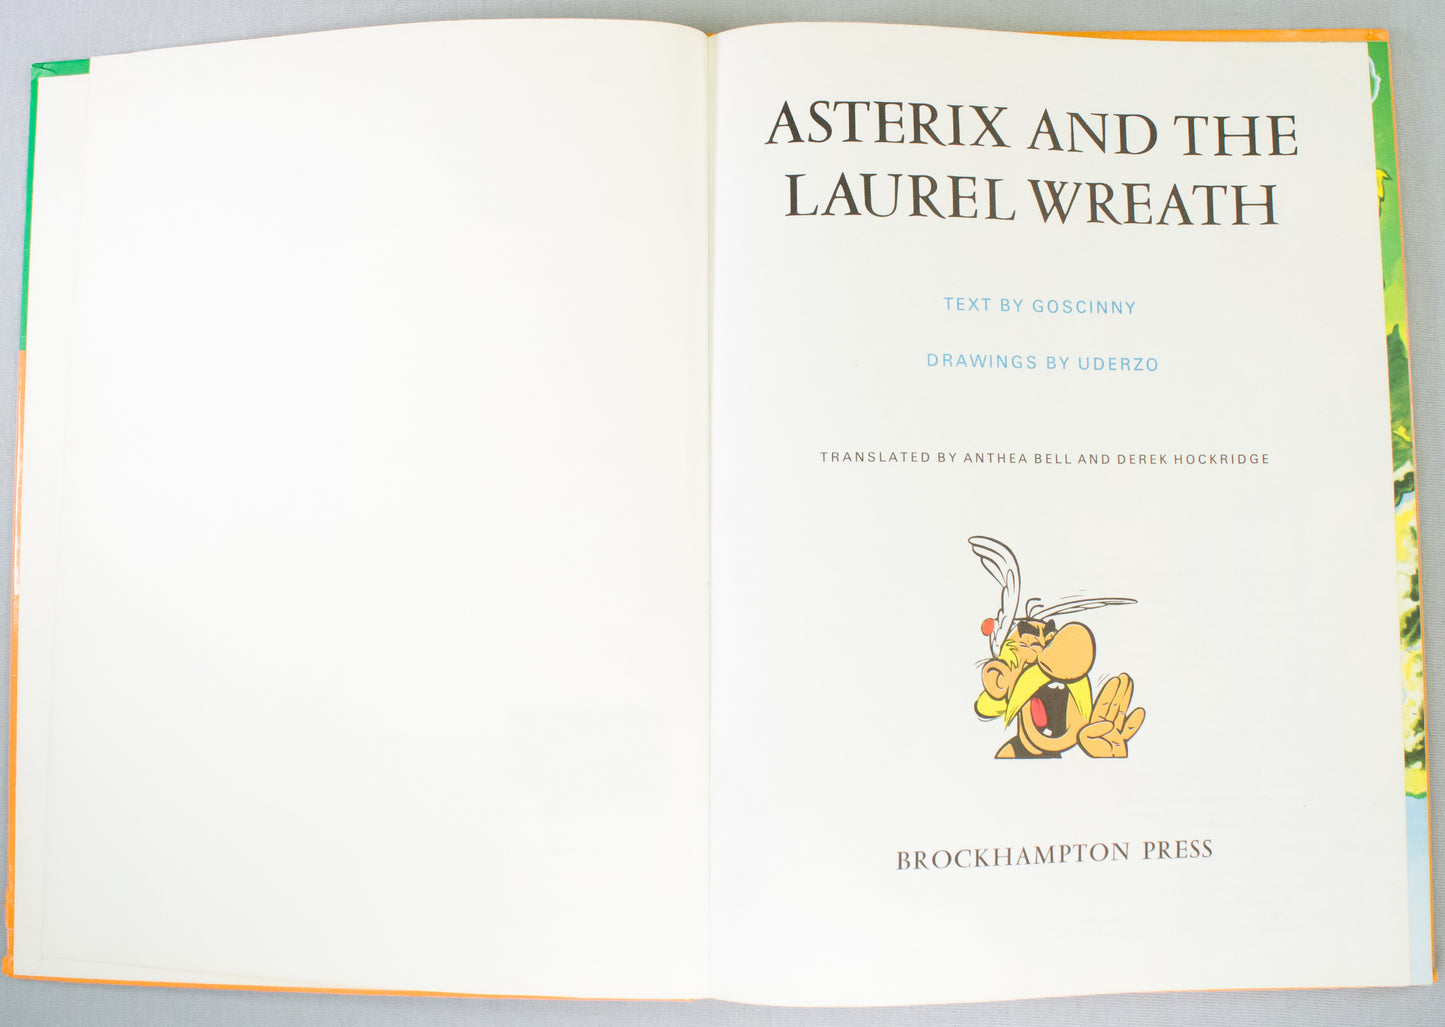 ASTERIX AND THE
LAUREL WREATH
TEXT BY GOSCINNY
DRAWINGS BY UDERZO
TRANSLATED BY ANTHEA BELL AND DEREK HOCKRIDGE
BROCKHAMPTON PRESS